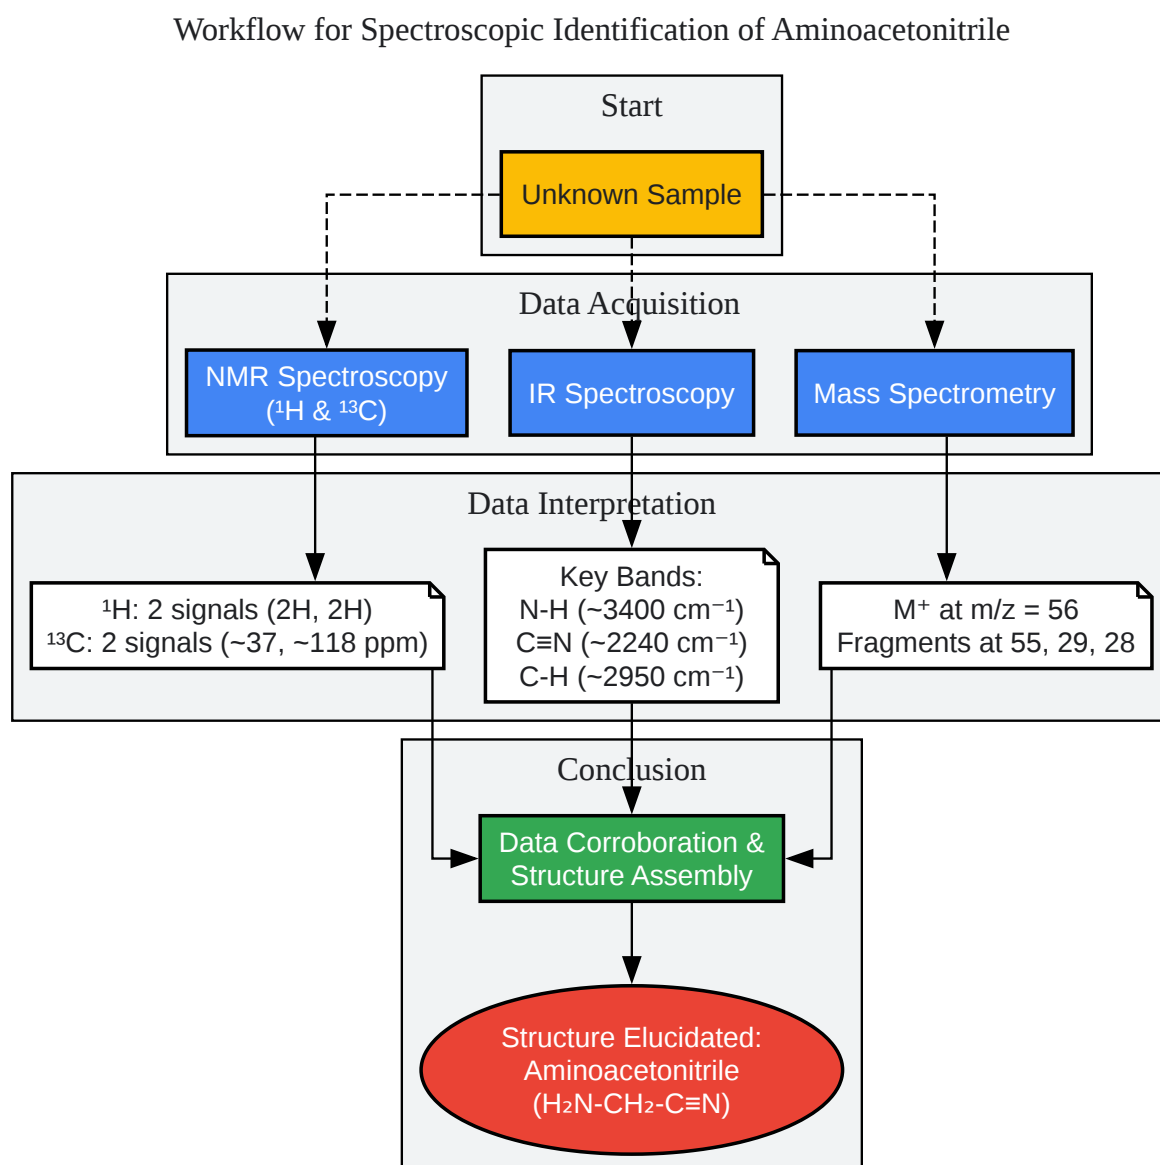 Workflow for Spectroscopic Identification of Aminoacetonitrile
Start
Unknown Sample
Data Acquisition
NMR Spectroscopy
(¹H & ¹³C)
IR Spectroscopy
Mass Spectrometry
Data Interpretation
¹H: 2 signals (2H, 2H)
¹³C: 2 signals (~37, ~118 ppm)
Key Bands:
N-H (~3400 cm⁻¹)
C≡N (~2240 cm⁻¹)
C-H (~2950 cm⁻¹)
M⁺ at m/z = 56
Fragments at 55, 29, 28
Conclusion
Data Corroboration &
Structure Assembly
Structure Elucidated:
Aminoacetonitrile
(H₂N-CH₂-C≡N)